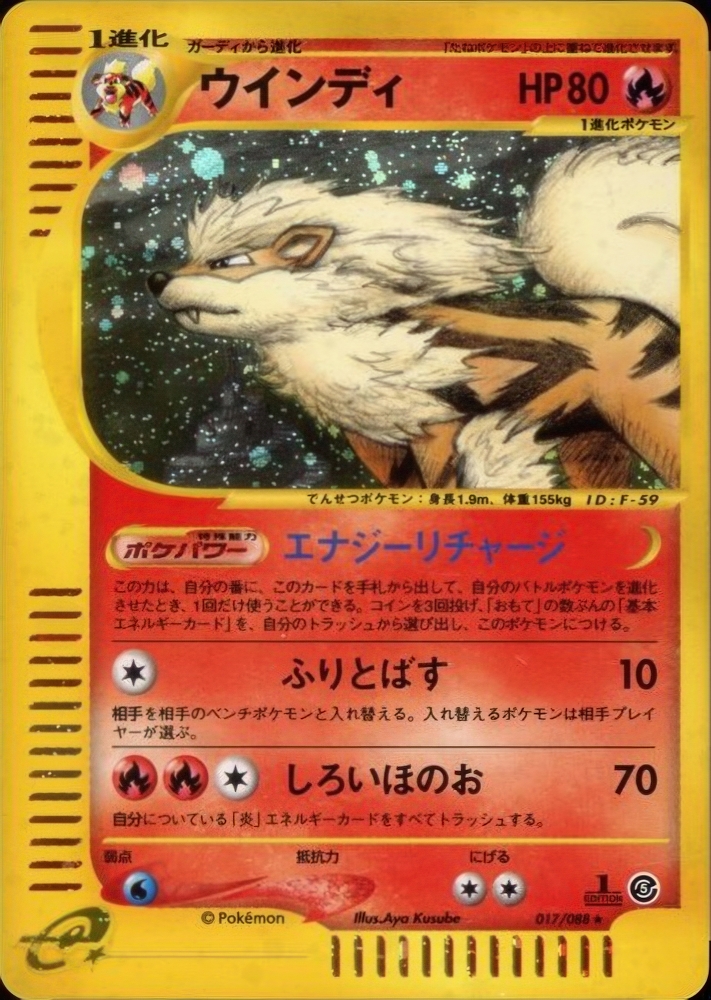 1進化
ガーディから進化
「たねポケモン」の上に重ねて進化させます
ウインディ
HP80
1進化ポケモン
でんせつポケモン：身長1.9m、体重155kg ID:F-59
特殊能力
ポケパワー
エナジーリチャージ
この力は、自分の番に、このカードを手札から出して、自分のバトルポケモンを進化
させたとき、1回だけ使うことができる。コインを3回投げ、「おもて」の数ぶんの「基本
エネルギーカード」を、自分のトラッシュから選び出し、このポケモンにつける。
ふりとばす 10
相手を相手のベンチポケモンと入れ替える。入れ替えるポケモンは相手プレイ
ヤーが選ぶ。
しろいほのお 70
自分についている「炎」エネルギーカードをすべてトラッシュする。
弱点 抵抗力 にげる
1
EDITION
5
©Pokémon
Illus.Aya Kusube
017/088★
e